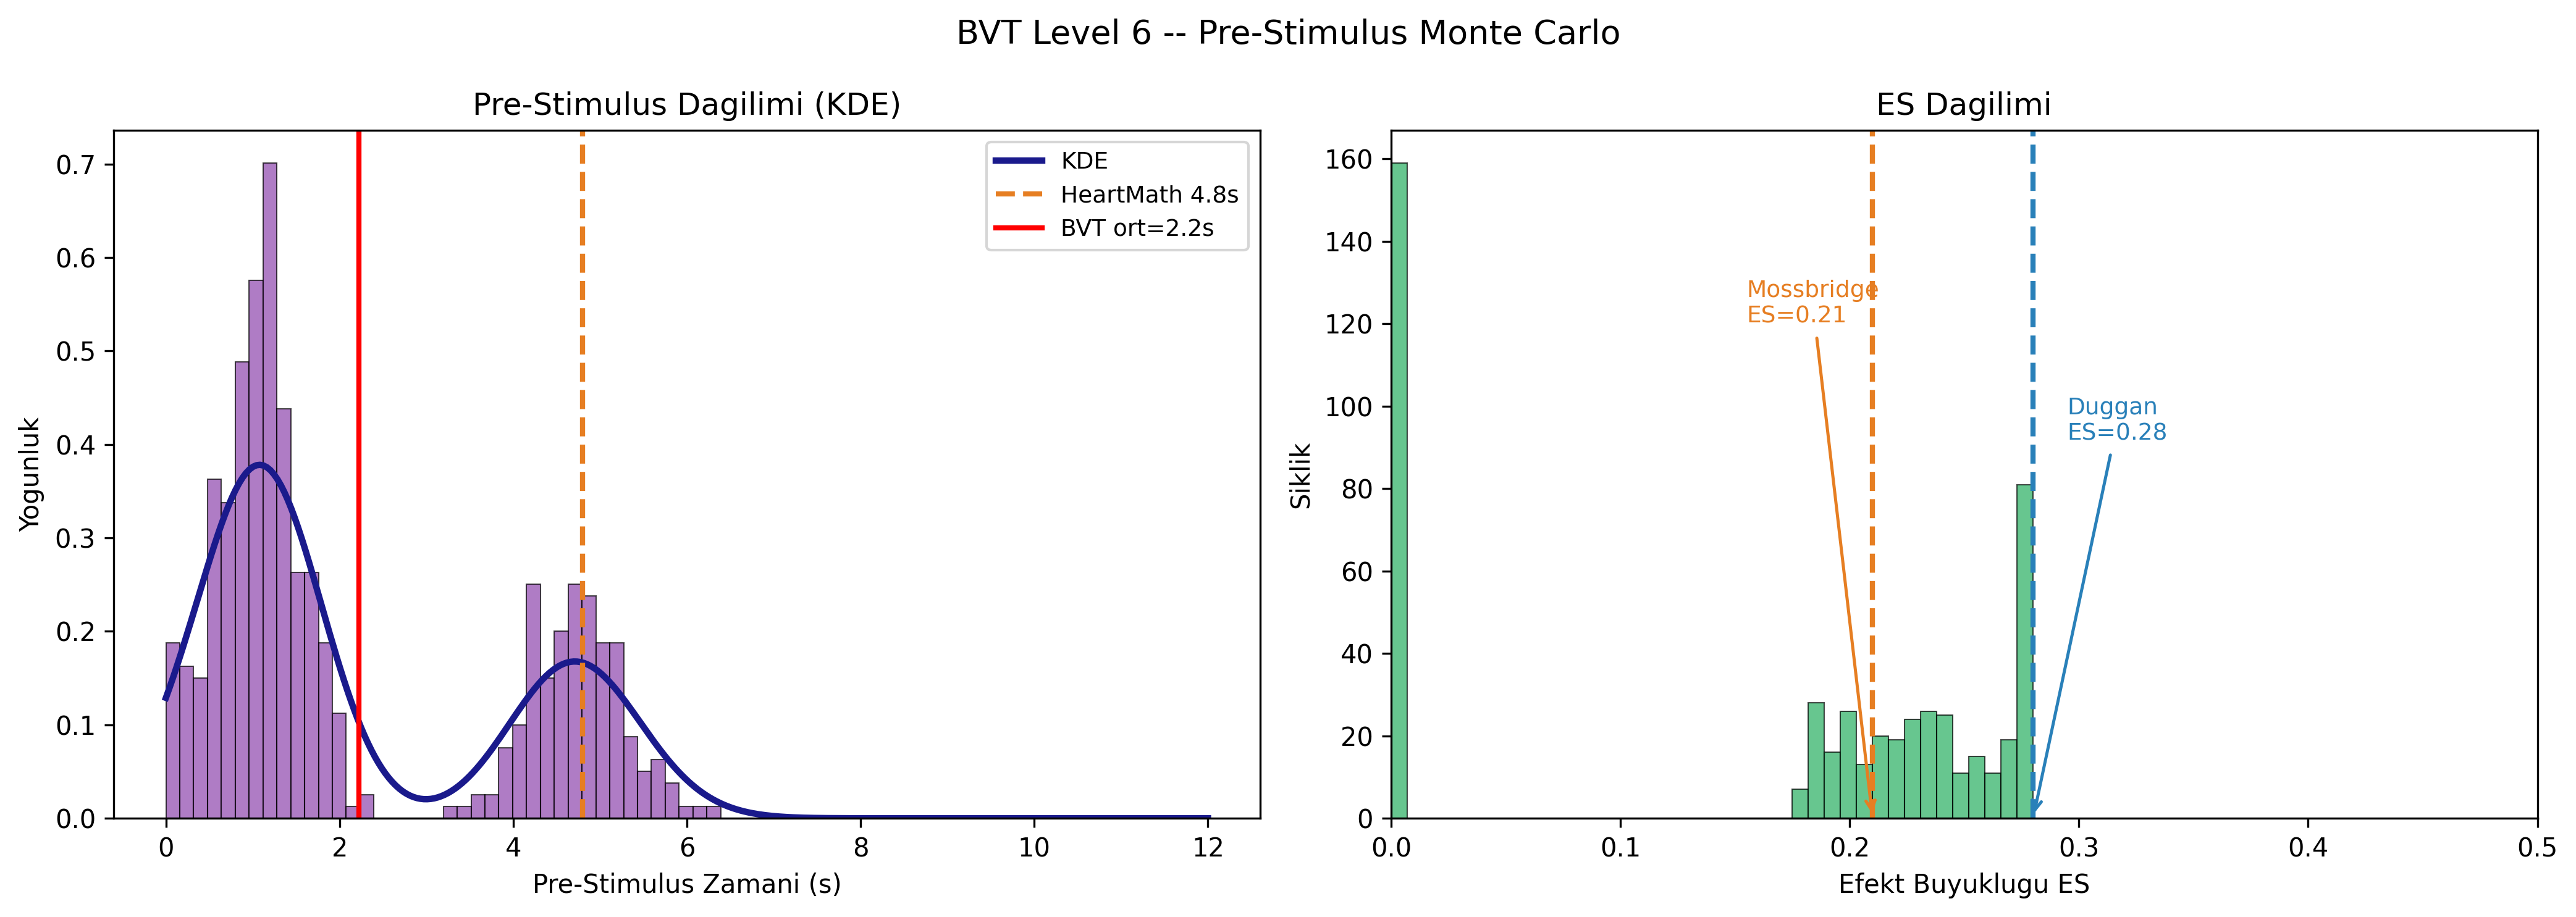 BVT Level 6 -- Pre-Stimulus Monte Carlo
Pre-Stimulus Dagilimi (KDE)
KDE
HeartMath 4.8s
BVT ort=2.2s
Yogunluk
0.7
0.6
0.5
0.4
0.3
0.2
0.1
0.0
0
2
4
6
8
10
12
Pre-Stimulus Zamani (s)
ES Dagilimi
Mossbridge
ES=0.21
Duggan
ES=0.28
Siklik
160
140
120
100
80
60
40
20
0
0.0
0.1
0.2
0.3
0.4
0.5
Efekt Buyuklugu ES